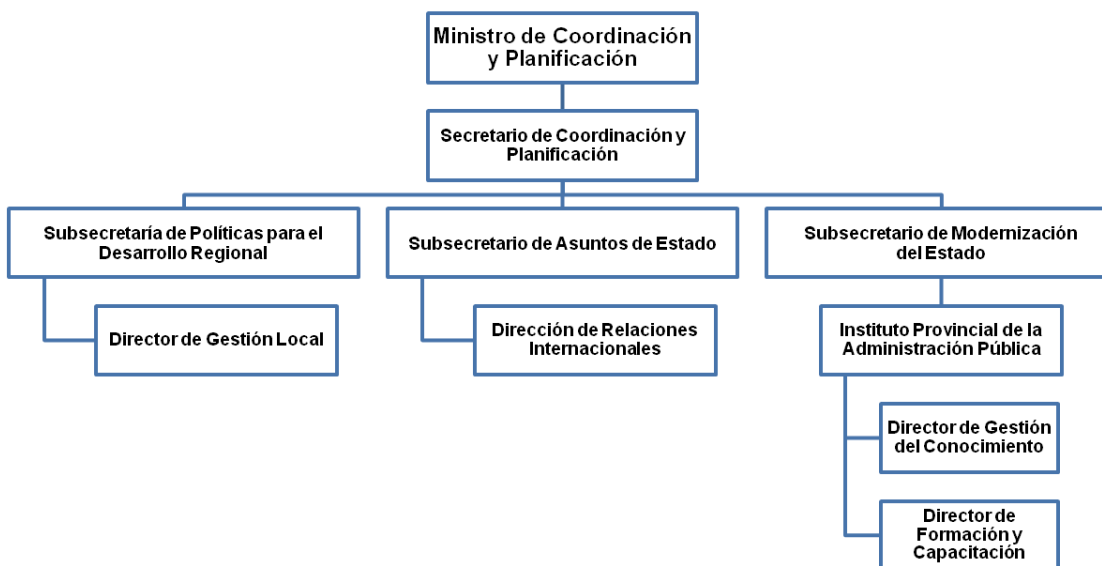 Ministro de Coordinación
y Planificación
Secretario de Coordinación y
Planificación
Subsecretaría de Políticas para el
Desarrollo Regional
Subsecretario de Asuntos de Estado
Subsecretario de Modernización
del Estado
Director de Gestión Local
Dirección de Relaciones
Internacionales
Instituto Provincial de la
Administración Pública
Director de Gestión
del Conocimiento
Director de
Formación y
Capacitación